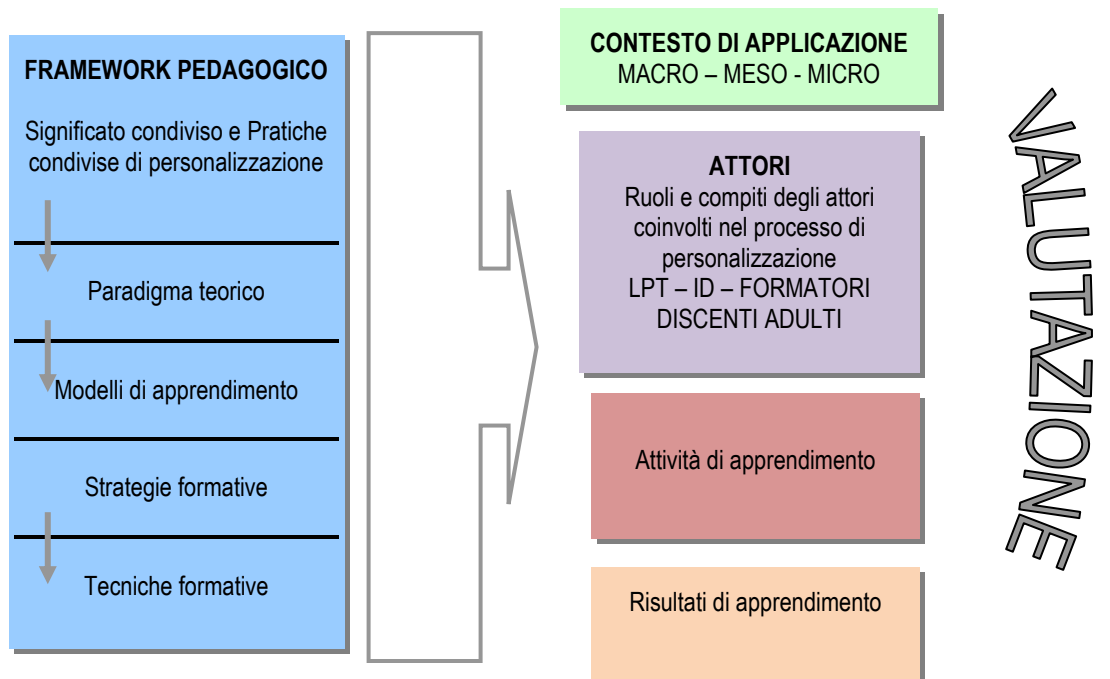 FRAMEWORK PEDAGOGICO
Significato condiviso e Pratiche
condivise di personalizzazione
Paradigma teorico
Modelli di apprendimento
Strategie formative
Tecniche formative
CONTESTO DI APPLICAZIONE
MACRO – MESO - MICRO
ATTORI
Ruoli e compiti degli attori
coinvolti nel processo di
personalizzazione
LPT – ID – FORMATORI
DISCENTI ADULTI
Attività di apprendimento
Risultati di apprendimento
VALUTAZIONE